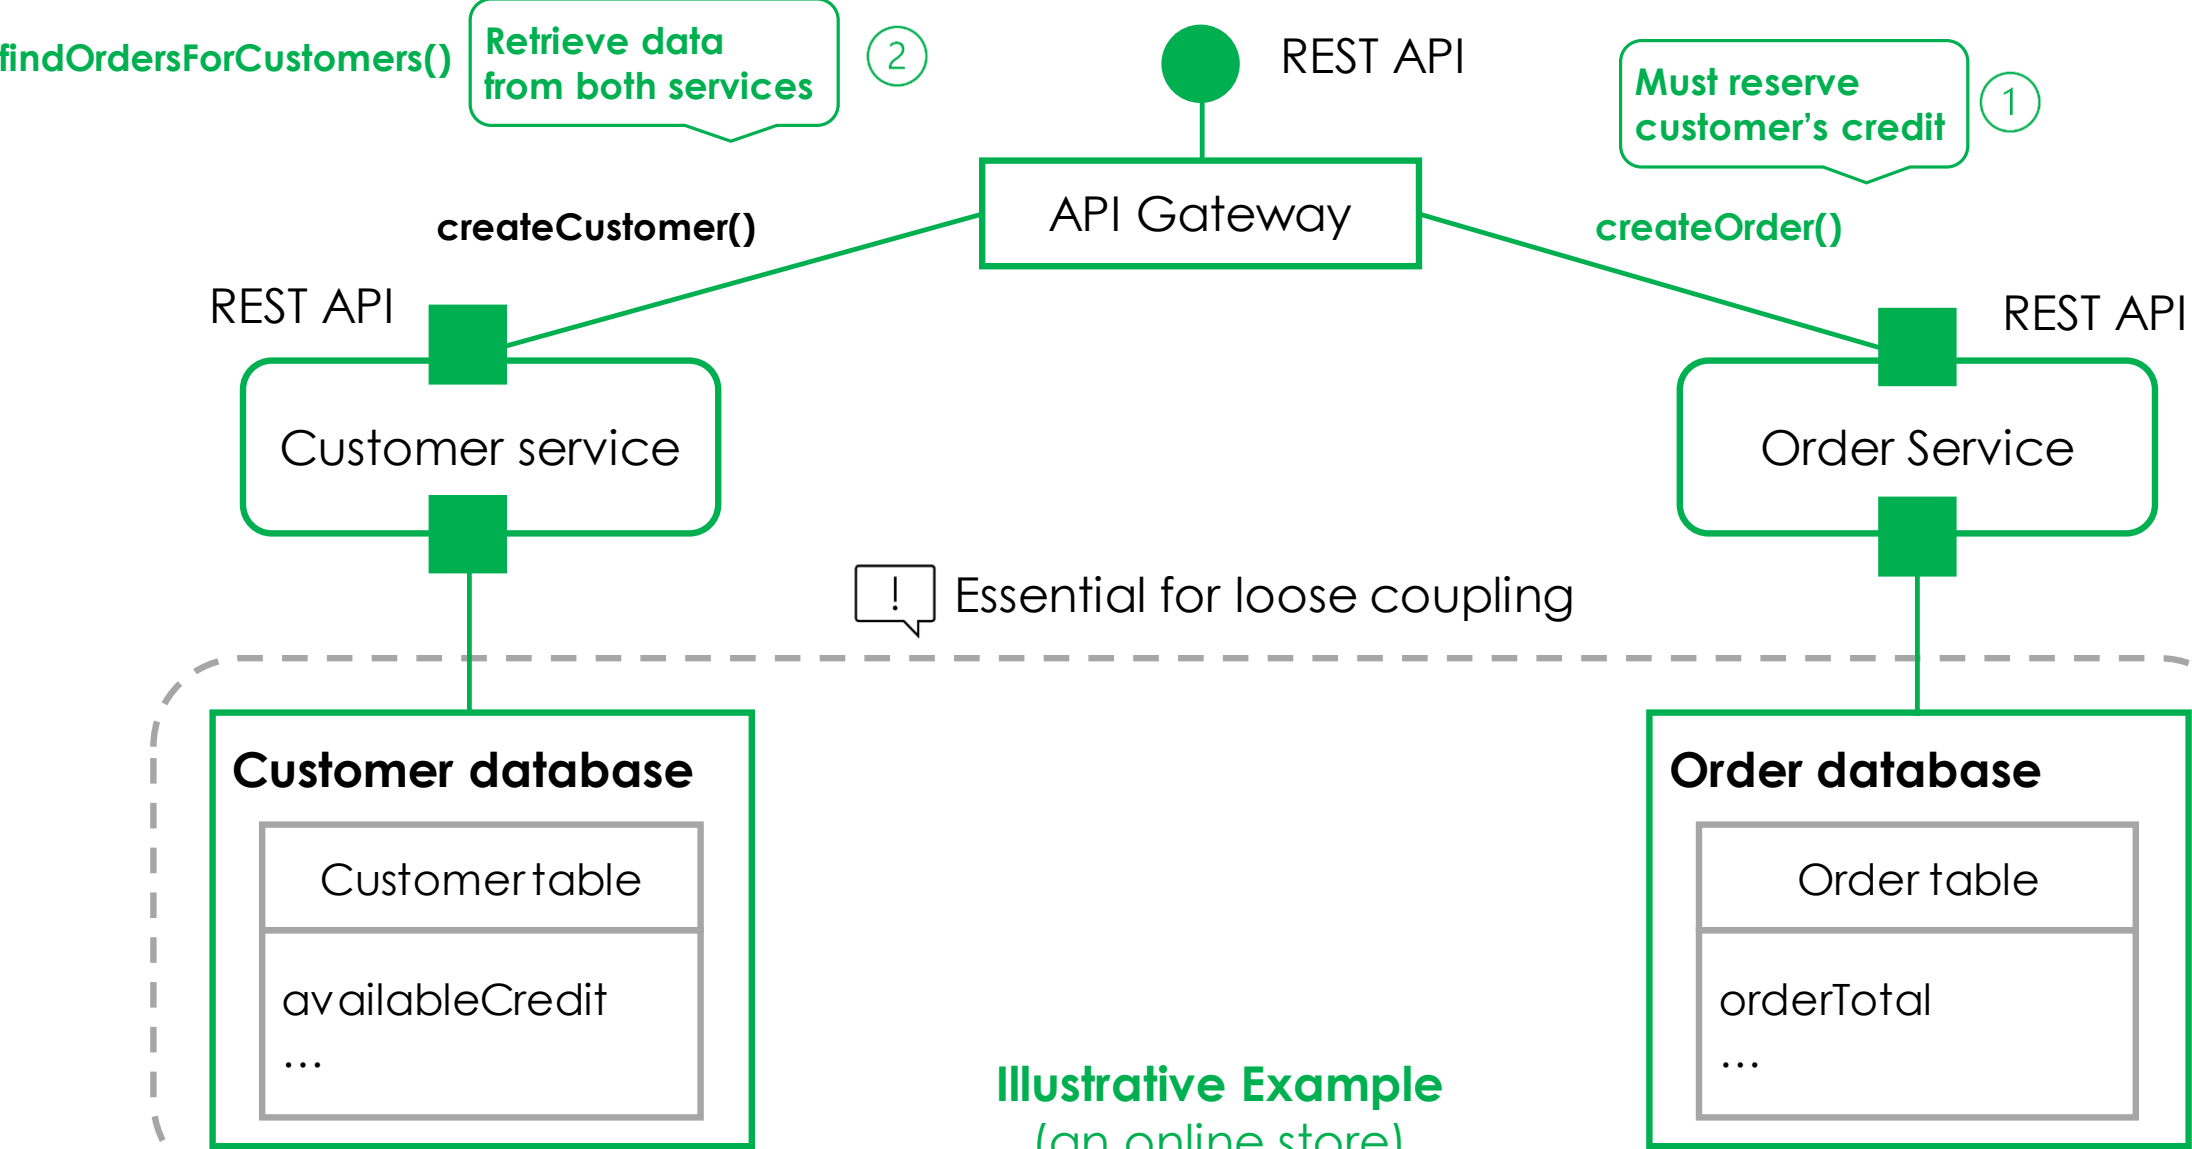 findOrdersForCustomers()
Retrieve data
from both services
2
REST API
Must reserve
customer's credit
1
API Gateway
createCustomer()
createOrder()
REST API
REST API
Customer service
Order Service
! Essential for loose coupling
Customer database
Order database
Customer table
Order table
availableCredit
...
orderTotal
...
Illustrative Example
(an online store)